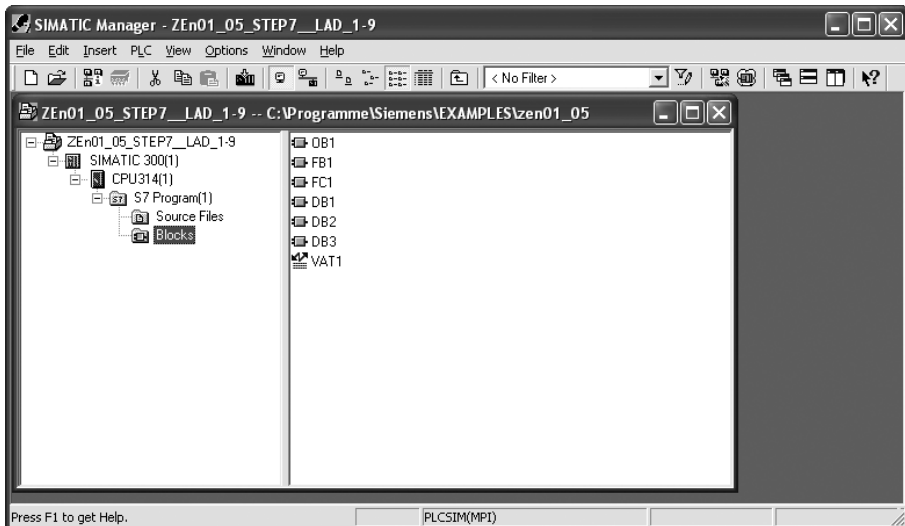 SIMATIC Manager - ZEn01_05_STEP7__LAD_1-9
File Edit Insert PLC View Options Window Help
< No Filter >
ZEn01_05_STEP7__LAD_1-9 -- C:\Programme\Siemens\EXAMPLES\zen01_05
ZEn01_05_STEP7__LAD_1-9
SIMATIC 300(1)
CPU314(1)
S7 Program(1)
Source Files
Blocks
OB1
FB1
FC1
DB1
DB2
DB3
VAT1
Press F1 to get Help.
PLCSIM(MPI)